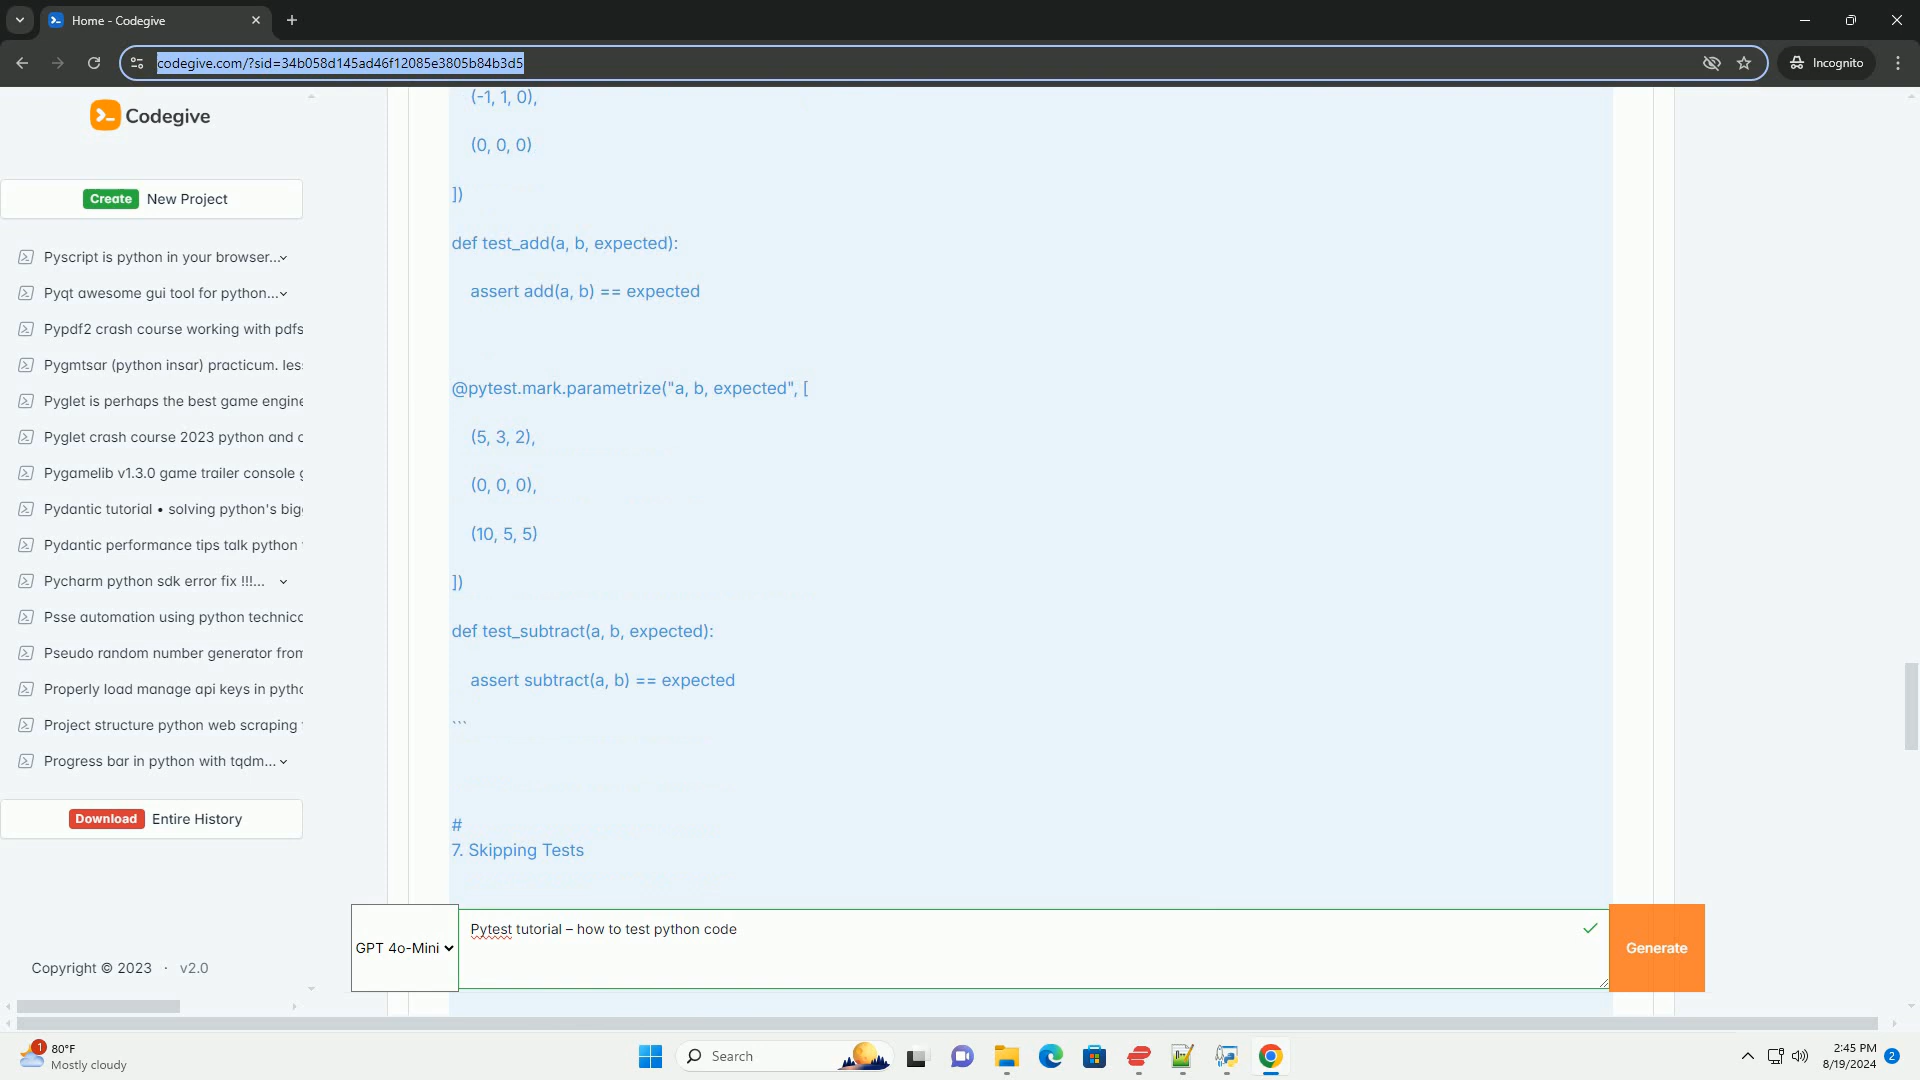 Home - Codegive
codegive.com/?sid=34b058d145ad46f12085e3805b84b3d5
Incognito
Codegive
Create New Project
Pyscript is python in your browser...
Pyqt awesome gui tool for python...
Pypdf2 crash course working with pdfs
Pygmtsar (python insar) practicum. les
Pyglet is perhaps the best game engine
Pyglet crash course 2023 python and
Pygamelib v1.3.0 game trailer console
Pydantic tutorial • solving python's big
Pydantic performance tips talk python
Pycharm python sdk error fix !!!...
Psse automation using python technic
Pseudo random number generator from
Properly load manage api keys in pyth
Project structure python web scraping
Progress bar in python with tqdm...
Download Entire History
Copyright © 2023 · v2.0
(-1, 1, 0),
(0, 0, 0)
])
def test_add(a, b, expected):
assert add(a, b) == expected
@pytest.mark.parametrize("a, b, expected", [
(5, 3, 2),
(0, 0, 0),
(10, 5, 5)
])
def test_subtract(a, b, expected):
assert subtract(a, b) == expected
```
#
7. Skipping Tests
GPT 4o-Mini
Pytest tutorial – how to test python code
Generate
1
80°F
Mostly cloudy
Search
2:45 PM
8/19/2024
2